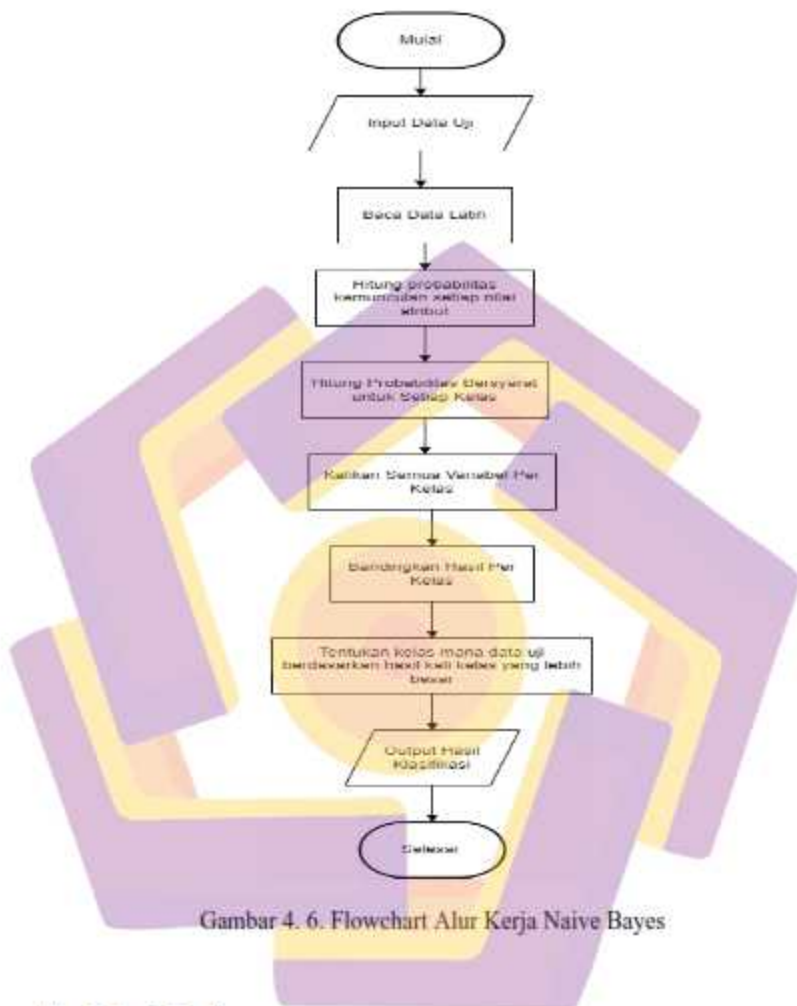 Mulai
Input Data Uji
Baca Data Latih
Hitung probabilitas
kemunculan setiap nilai
atribut
Hitung Probabilitas Bersyarat
untuk Setiap Kelas
Kalikan Semua Variabel Per
Kelas
Bandingkan Hasil Per
Kelas
Tentukan kelas mana data uji
berdasarkan hasil kali kelas yang lebih
besar
Output Hasil
Klasifikasi
Selesai
Gambar 4. 6. Flowchart Alur Kerja Naive Bayes